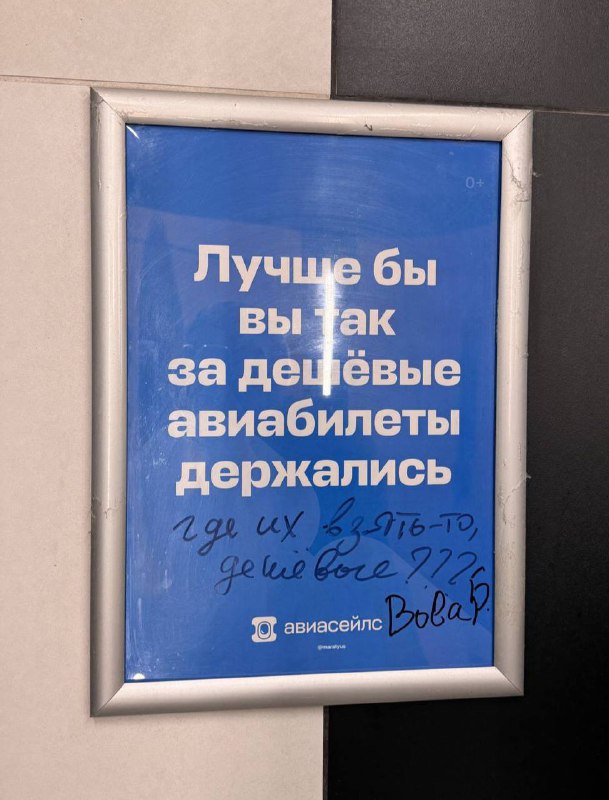 0+
Лучше бы
вы так
за дешёвые
авиабилеты
держались
где их взять-то,
дешёвые ???
Вова Б.
авиасейлс